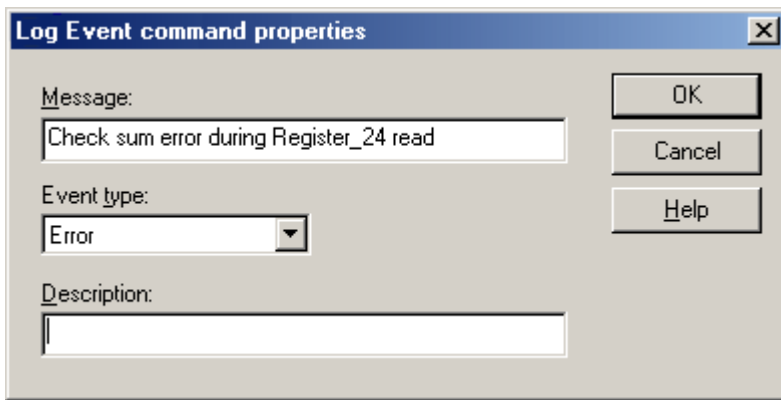 Log Event command properties
Message:
Check sum error during Register_24 read
Event type:
Error
Description:
OK
Cancel
Help